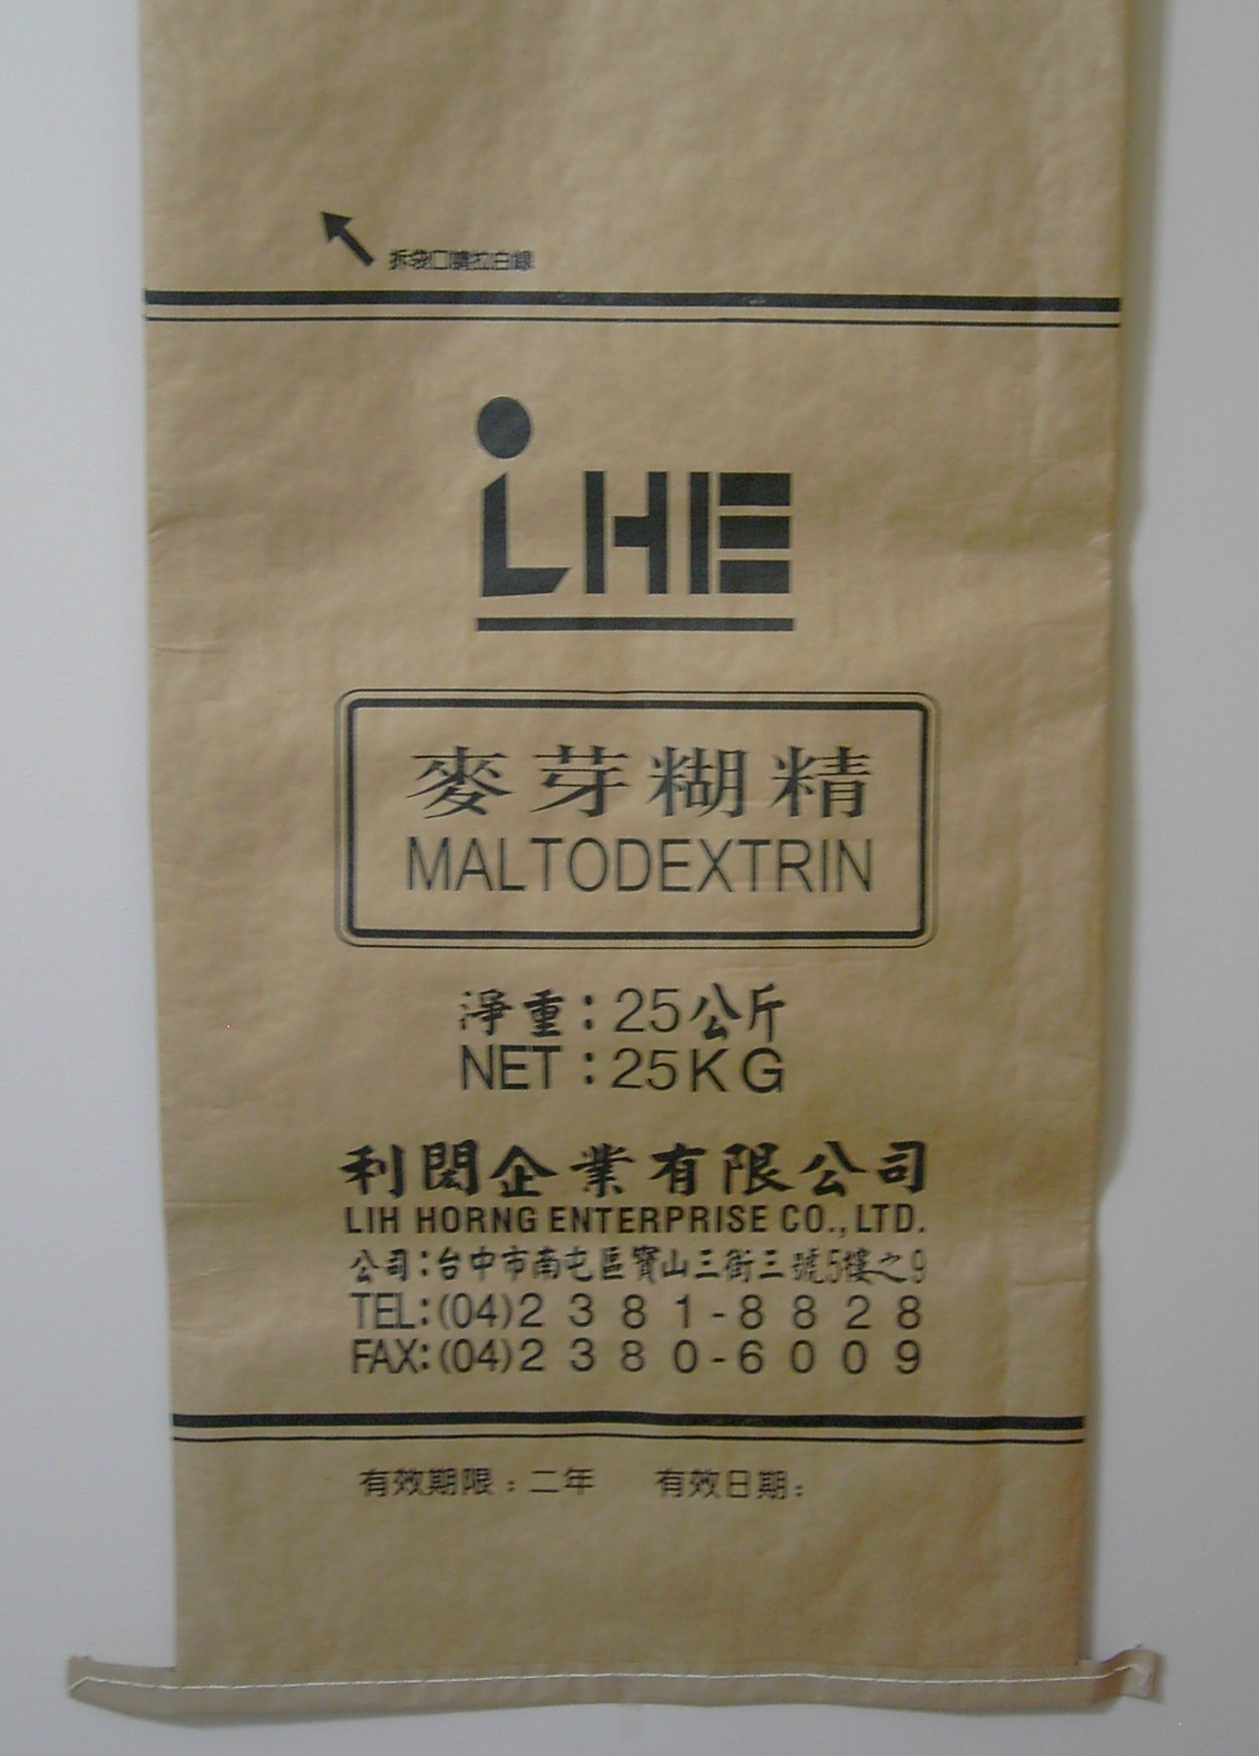 拆袋口請拉白線
LHE
麥芽糊精
MALTODEXTRIN
淨重：25公斤
NET：25KG
利閎企業有限公司
LIH HORNG ENTERPRISE CO., LTD.
公司：台中市南屯區寶山三街三號5樓之9
TEL:(04)2381-8828
FAX:(04)2380-6009
有效期限：二年 有效日期：